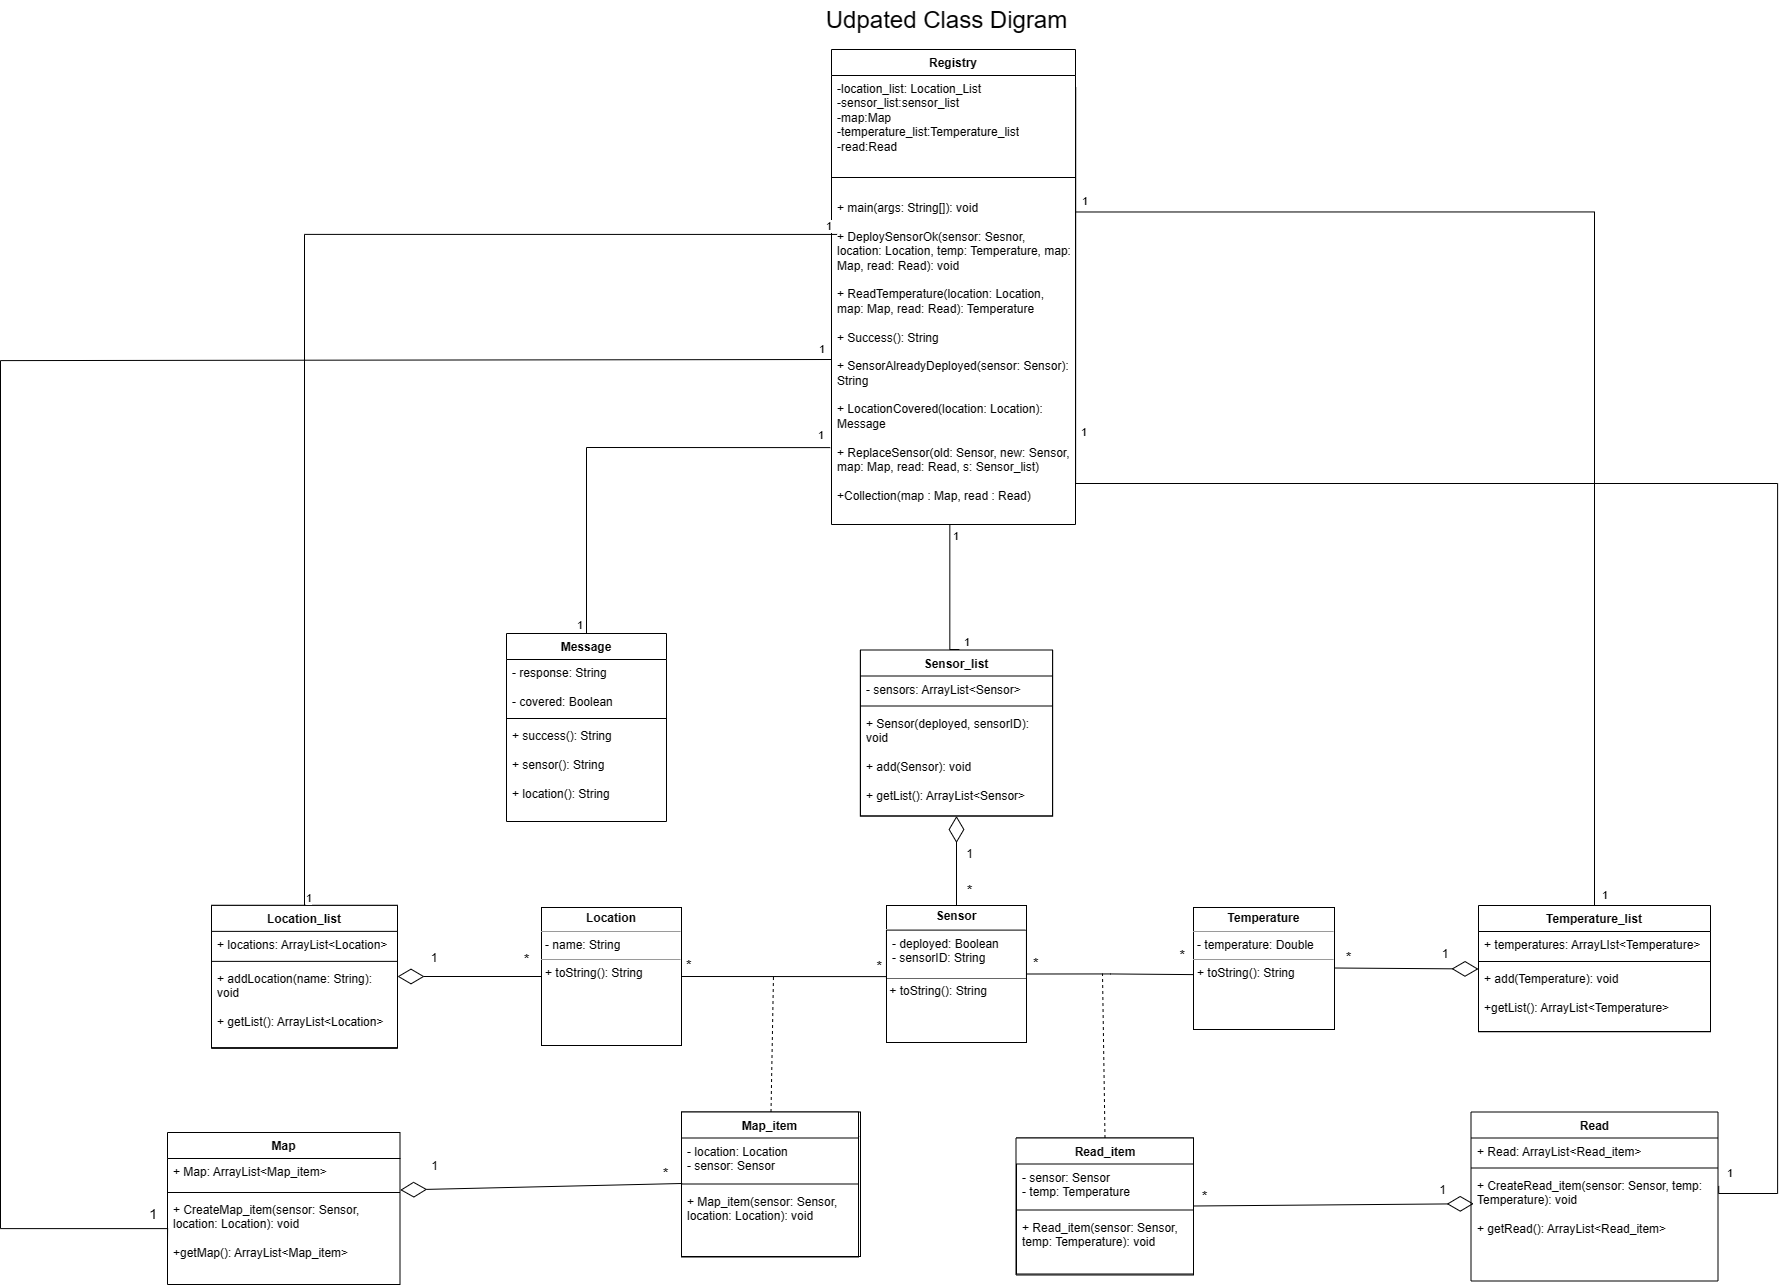 Udpated Class Digram
Registry
-location_list: Location_List
-sensor_list:sensor_list
-map:Map
-temperature_list:Temperature_list
-read:Read
+ main(args: String[]): void
+ DeploySensorOk(sensor: Sesnor,
location: Location, temp: Temperature, map:
Map, read: Read): void
+ ReadTemperature(location: Location,
map: Map, read: Read): Temperature
+ Success(): String
+ SensorAlreadyDeployed(sensor: Sensor):
String
+ LocationCovered(location: Location):
Message
+ ReplaceSensor(old: Sensor, new: Sensor,
map: Map, read: Read, s: Sensor_list)
+Collection(map : Map, read : Read)
1
1
1
1
1
1
1
Message
- response: String
- covered: Boolean
+ success(): String
+ sensor(): String
+ location(): String
1
Sensor_list
- sensors: ArrayList<Sensor>
+ Sensor(deployed, sensorID):
void
+ add(Sensor): void
+ getList(): ArrayList<Sensor>
1
*
1
Location_list
+ locations: ArrayList<Location>
+ addLocation(name: String):
void
+ getList(): ArrayList<Location>
1
*
Location
- name: String
+ toString(): String
*
*
Sensor
- deployed: Boolean
- sensorID: String
+ toString(): String
*
*
Temperature
- temperature: Double
+ toString(): String
*
1
1
Temperature_list
+ temperatures: ArrayLIst<Temperature>
+ add(Temperature): void
+getList(): ArrayList<Temperature>
1
Map
+ Map: ArrayList<Map_item>
+ CreateMap_item(sensor: Sensor,
location: Location): void
+getMap(): ArrayList<Map_item>
1
*
Map_item
- location: Location
- sensor: Sensor
+ Map_item(sensor: Sensor,
location: Location): void
Read_item
- sensor: Sensor
- temp: Temperature
+ Read_item(sensor: Sensor,
temp: Temperature): void
*
1
Read
+ Read: ArrayList<Read_item>
+ CreateRead_item(sensor: Sensor, temp:
Temperature): void
+ getRead(): ArrayList<Read_item>
1